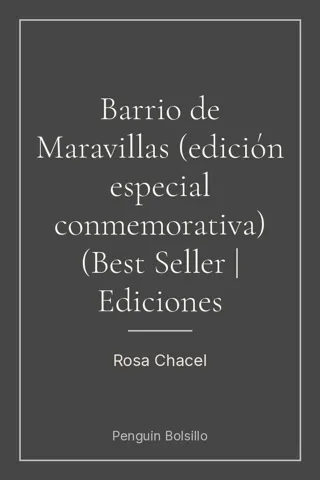 Barrio de
Maravillas (edición
especial
conmemorativa)
(Best Seller |
Ediciones
Rosa Chacel
Penguin Bolsillo